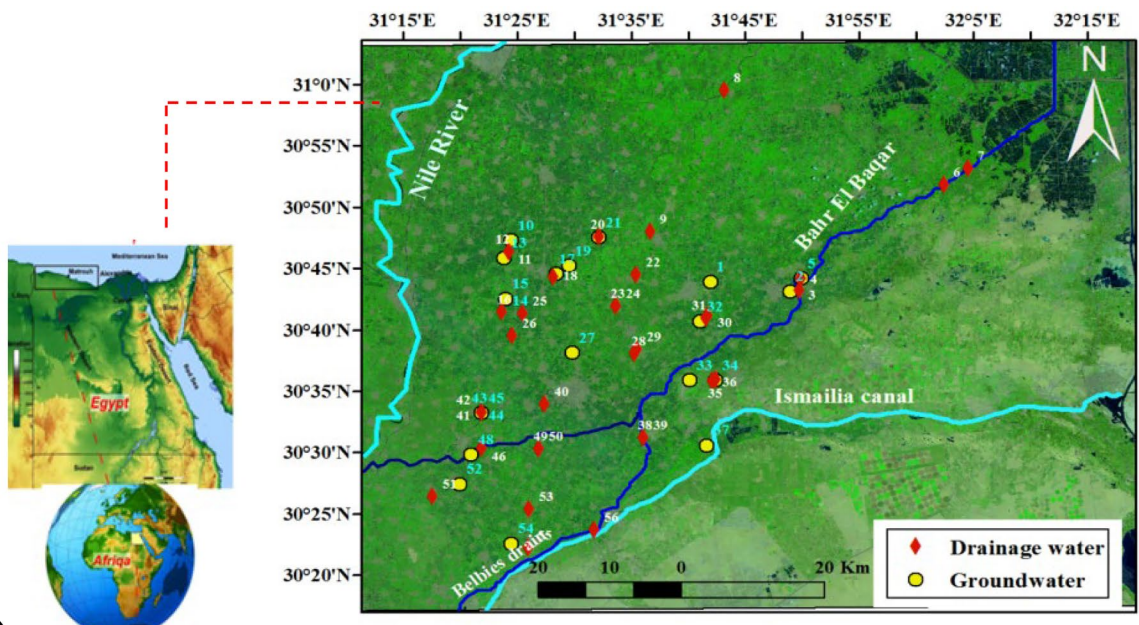 31°15'E 31°25'E 31°35'E 31°45'E 31°55'E 32°5'E 32°15'E
31°0'N
30°55'N
30°50'N
30°45'N
30°40'N
30°35'N
30°30'N
30°25'N
30°20'N
N
Nile River
Bahr El Baqar
Ismailia canal
Belbies drain
8
7
6
9
10
20 21
12 13
11
19
17
18
22
1
5
4
2
3
15
14
25
26
23 24
31 32
30
27
28 29
33 34
36
35
40
42 43 45
41 44
38 39
48
46
49 50
52
51
53
54
56
20 10 0 20 Km
Drainage water
Groundwater
Mediterranean Sea
Matrouh
Red Sea
Egypt
Sudan
Afriqa